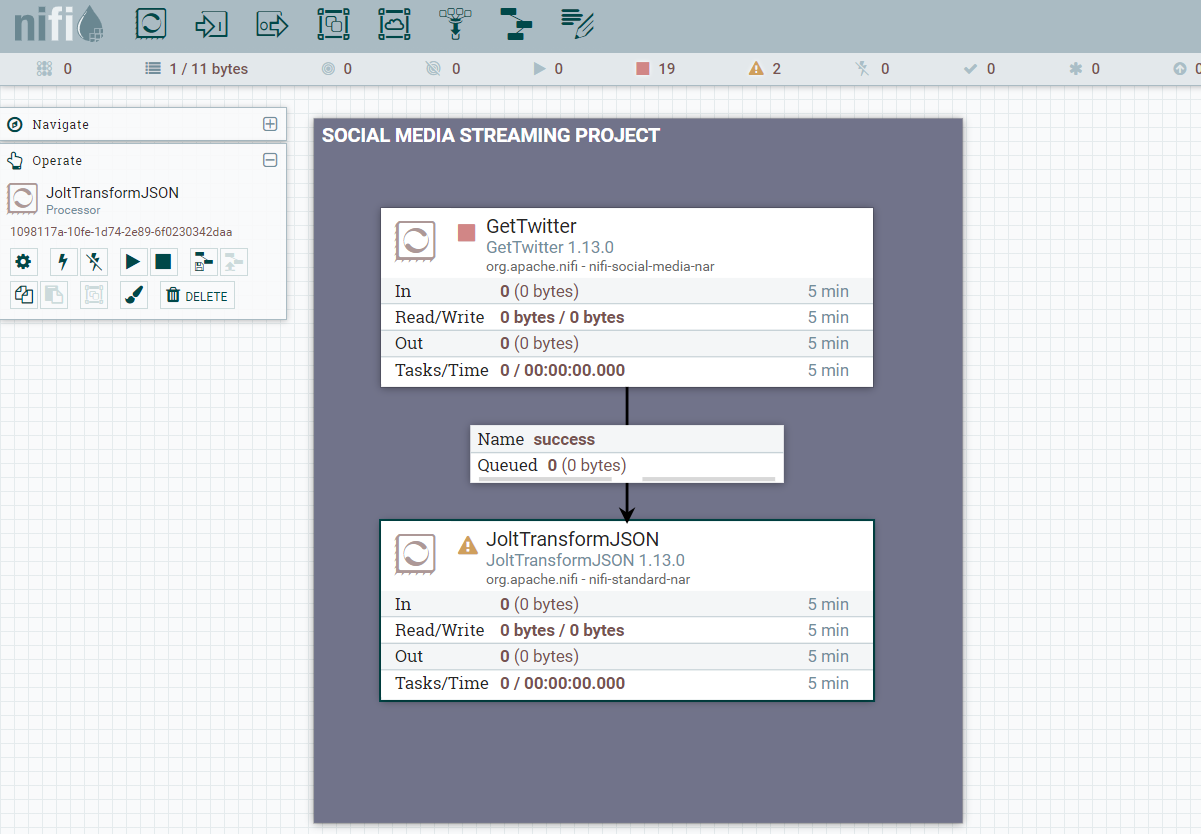 nifi
0 1 / 11 bytes 0 0 0 19 2 0 0 0 0
Navigate
Operate
JoltTransformJSON
Processor
1098117a-10fe-1d74-2e89-6f0230342daa
DELETE
SOCIAL MEDIA STREAMING PROJECT
GetTwitter
GetTwitter 1.13.0
org.apache.nifi - nifi-social-media-nar
In 0 (0 bytes) 5 min
Read/Write 0 bytes / 0 bytes 5 min
Out 0 (0 bytes) 5 min
Tasks/Time 0 / 00:00:00.000 5 min
Name success
Queued 0 (0 bytes)
JoltTransformJSON
JoltTransformJSON 1.13.0
org.apache.nifi - nifi-standard-nar
In 0 (0 bytes) 5 min
Read/Write 0 bytes / 0 bytes 5 min
Out 0 (0 bytes) 5 min
Tasks/Time 0 / 00:00:00.000 5 min